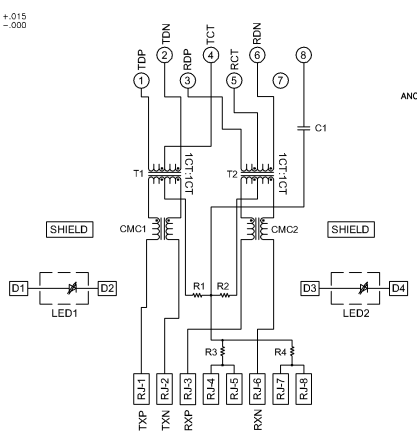 +.015
-.000
TDP
TDN
RDP
TCT
RCT
RDN
1
2
3
4
5
6
7
8
ANC
C1
T1
1CT:1CT
T2
1CT:1CT
CMC1
CMC2
SHIELD
SHIELD
D1
D2
LED1
R1
R2
D3
D4
LED2
R3
R4
RJ-1
RJ-2
RJ-3
RJ-4
RJ-5
RJ-6
RJ-7
RJ-8
TXP
TXN
RXP
RXN